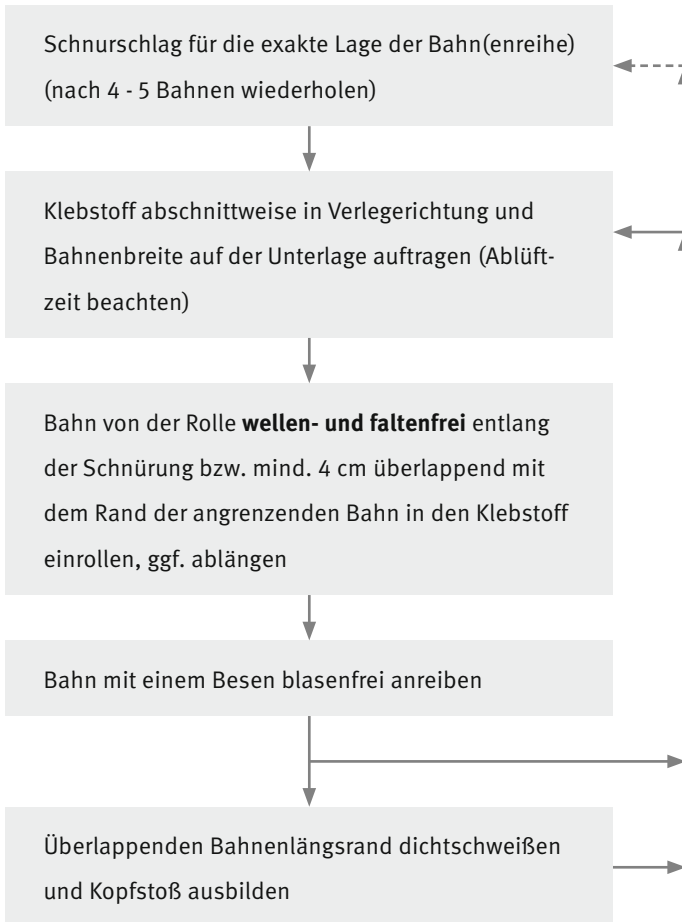 Schnurschlag für die exakte Lage der Bahn(enreihe)
(nach 4 - 5 Bahnen wiederholen)
Klebstoff abschnittweise in Verlegerichtung und
Bahnenbreite auf der Unterlage auftragen (Ablüft-
zeit beachten)
Bahn von der Rolle wellen- und faltenfrei entlang
der Schnürung bzw. mind. 4 cm überlappend mit
dem Rand der angrenzenden Bahn in den Klebstoff
einrollen, ggf. ablängen
Bahn mit einem Besen blasenfrei anreiben
Überlappenden Bahnenlängsrand dichtschweißen
und Kopfstoß ausbilden